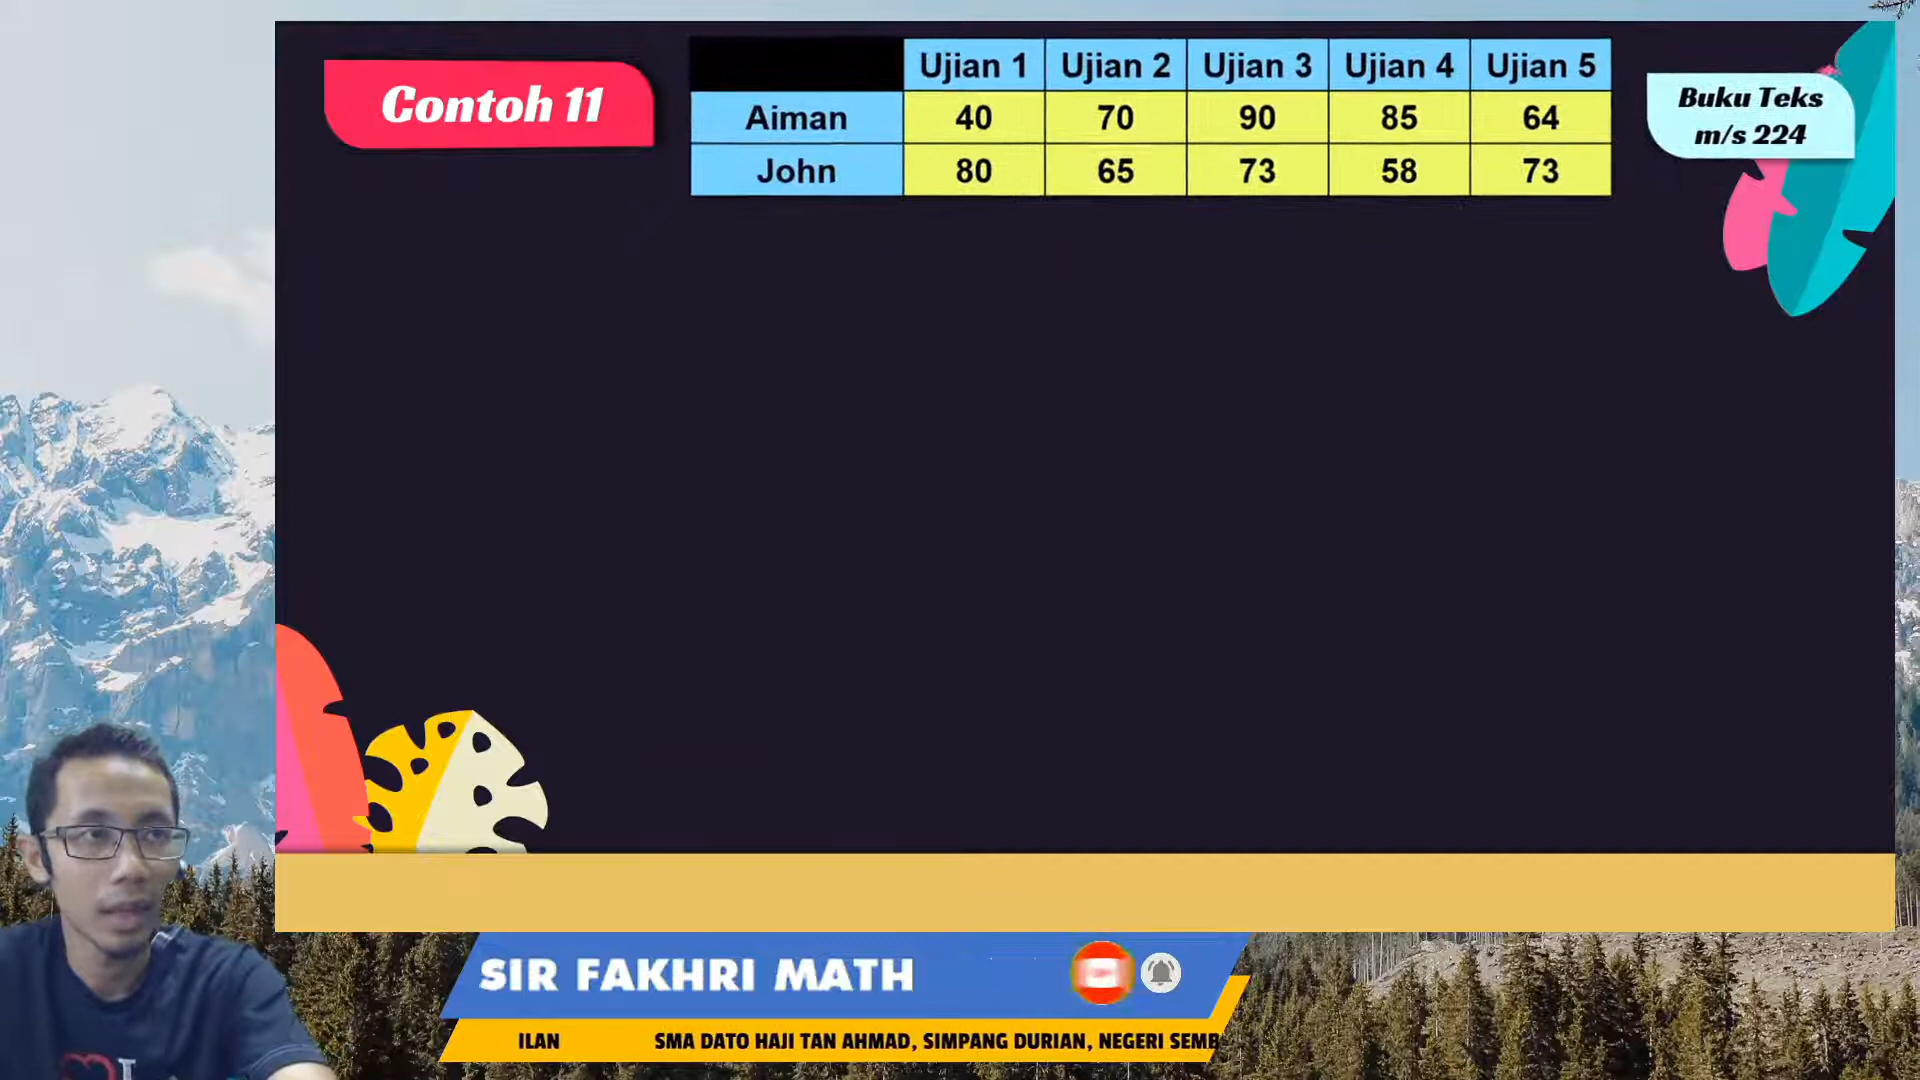 Contoh 11
Ujian 1 Ujian 2 Ujian 3 Ujian 4 Ujian 5
Aiman 40 70 90 85 64
John 80 65 73 58 73
Buku Teks
m/s 224
SIR FAKHRI MATH
ILAN SMA DATO HAJI TAN AHMAD, SIMPANG DURIAN, NEGERI SEMB